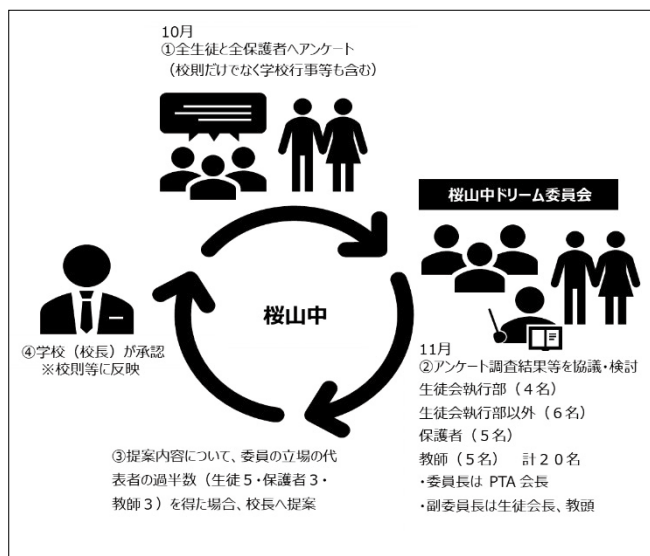 10月
①全生徒と全保護者へアンケート
（校則だけでなく学校行事等も含む）
桜山中ドリーム委員会
桜山中
④学校（校長）が承認
※校則等に反映
11月
②アンケート調査結果等を協議・検討
生徒会執行部（４名）
生徒会執行部以外（６名）
保護者（５名）
教師（５名）　計２０名
・委員長は PTA 会長
・副委員長は生徒会長、教頭
③提案内容について、委員の立場の代
表者の過半数（生徒５・保護者３・
教師３）を得た場合、校長へ提案